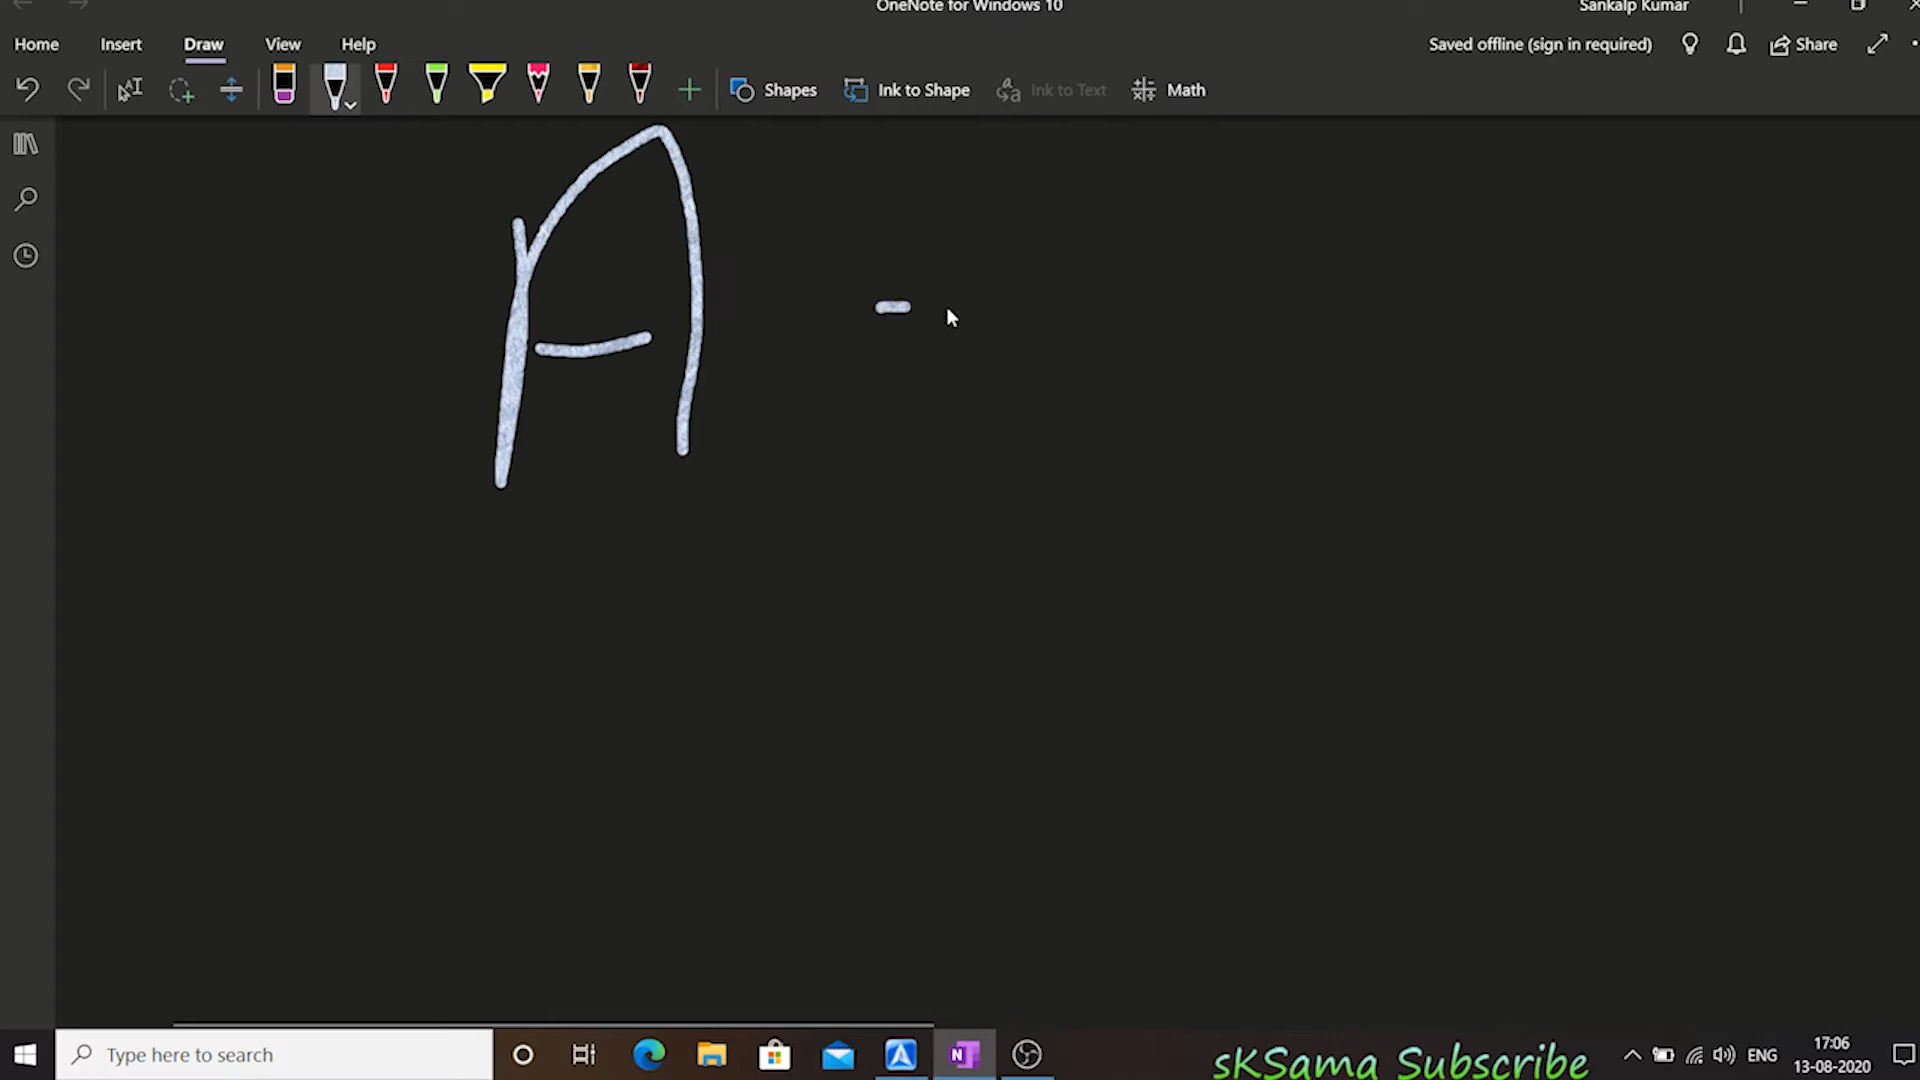 OneNote for Windows 10
Sankalp Kumar
Home Insert Draw View Help
Saved offline (sign in required) Share
Shapes Ink to Shape Ink to Text Math
A -
Type here to search
sKSama Subscribe
ENG
17:06
13-08-2020